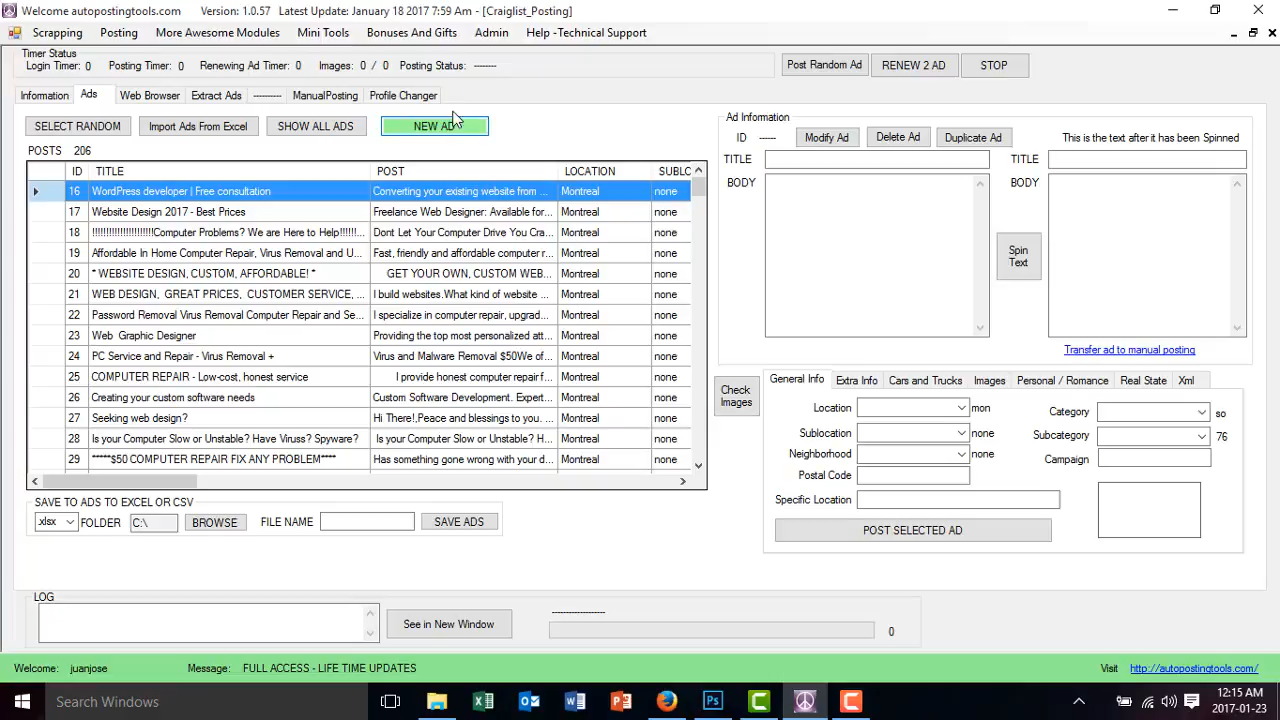 Welcome autopostingtools.com Version: 1.0.57 Latest Update: January 18 2017 7:59 Am - [Craiglist_Posting]
Scrapping Posting More Awesome Modules Mini Tools Bonuses And Gifts Admin Help -Technical Support
Timer Status
Login Timer: 0 Posting Timer: 0 Renewing Ad Timer: 0 Images: 0 / 0 Posting Status: --------
Post Random Ad RENEW 2 AD STOP
Information Ads Web Browser Extract Ads ---------- ManualPosting Profile Changer
SELECT RANDOM Import Ads From Excel SHOW ALL ADS NEW AD
POSTS 206
ID TITLE POST LOCATION SUBLC
16 WordPress developer | Free consultation Converting your existing website from ... Montreal none
17 Website Design 2017 - Best Prices Freelance Web Designer: Available for... Montreal none
18 !!!!!!!!!!!!!!!!!!!!!!Computer Problems? We are Here to Help!!!!!!... Dont Let Your Computer Drive You Cra... Montreal none
19 Affordable In Home Computer Repair, Virus Removal and U... Fast, friendly and affordable computer r... Montreal none
20 * WEBSITE DESIGN, CUSTOM, AFFORDABLE! * GET YOUR OWN, CUSTOM WEB... Montreal none
21 WEB DESIGN, GREAT PRICES, CUSTOMER SERVICE, ... I build websites.What kind of website ... Montreal none
22 Password Removal Virus Removal Computer Repair and Se... I specialize in computer repair, upgrad... Montreal none
23 Web Graphic Designer Providing the top most personalized att... Montreal none
24 PC Service and Repair - Virus Removal + Virus and Malware Removal $50We of... Montreal none
25 COMPUTER REPAIR - Low-cost, honest service I provide honest computer repair f... Montreal none
26 Creating your custom software needs Custom Software Development. Expert... Montreal none
27 Seeking web design? Hi There!,Peace and blessings to you.... Montreal none
28 Is your Computer Slow or Unstable? Have Viruss? Spyware? Is your Computer Slow or Unstable? H... Montreal none
29 *****$50 COMPUTER REPAIR FIX ANY PROBLEM**** Has something gone wrong with your d... Montreal none
SAVE TO ADS TO EXCEL OR CSV
.xlsx FOLDER C:\ BROWSE FILE NAME SAVE ADS
Ad Information
ID ------ Modify Ad Delete Ad Duplicate Ad This is the text after it has been Spinned
TITLE TITLE
BODY BODY
Spin
Text
Transfer ad to manual posting
Check
Images
General Info Extra Info Cars and Trucks Images Personal / Romance Real State Xml
Location mon Category so
Sublocation none Subcategory 76
Neighborhood none Campaign
Postal Code
Specific Location
POST SELECTED AD
LOG
See in New Window
-------------------
0
Welcome: juanjose Message: FULL ACCESS - LIFE TIME UPDATES Visit http://autopostingtools.com/
Search Windows
12:15 AM
2017-01-23